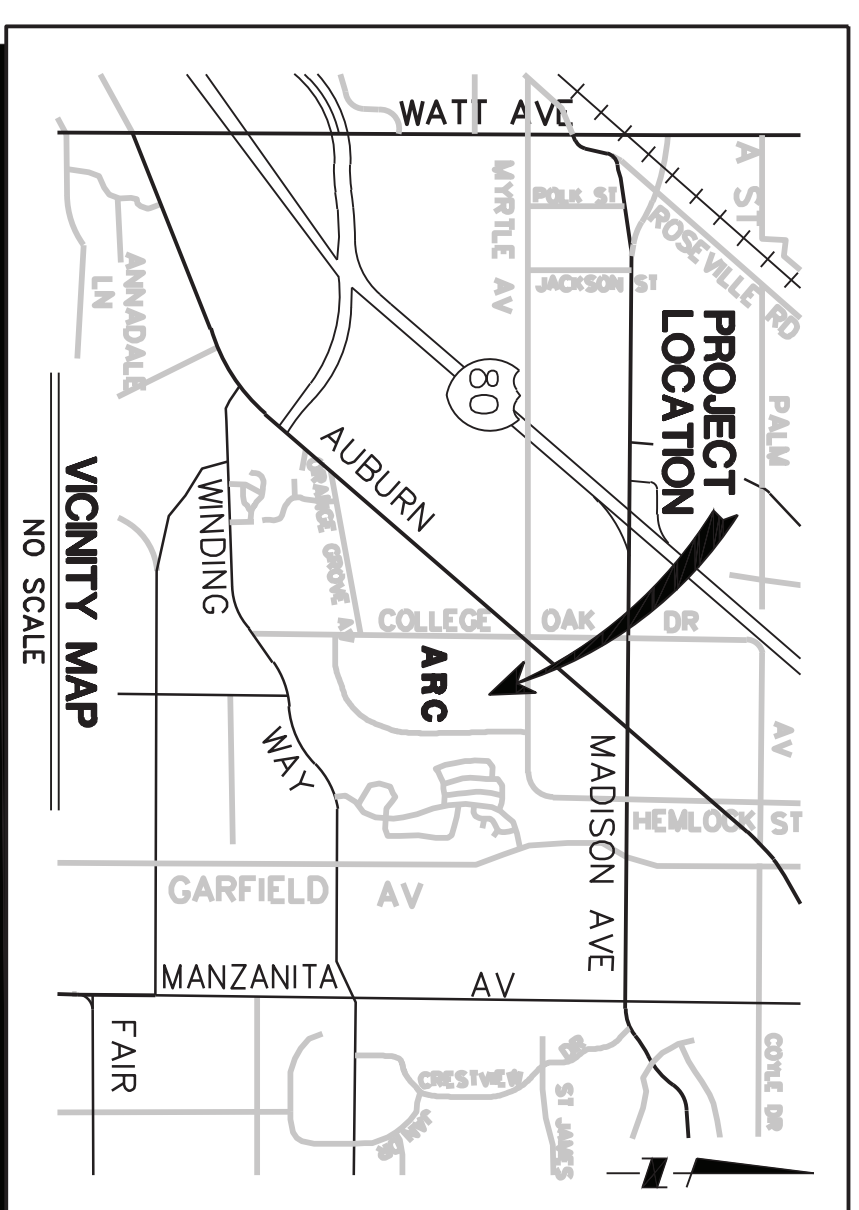 WATT AVE
A ST
ROSEVILLE RD
MYRTLE AV
POLK ST
JACKSON ST
PROJECT
LOCATION
PALM
AV
80
ANNADALE
LN
AUBURN
ORANGE GROVE AV
WINDING
WAY
COLLEGE OAK DR
ARC
MADISON AVE
HEMLOCK ST
GARFIELD AV
MANZANITA AV
FAIR
CRESTVIEW
DR
JAN DR
ST JAMES
COYLE DR
N
VICINITY MAP
NO SCALE